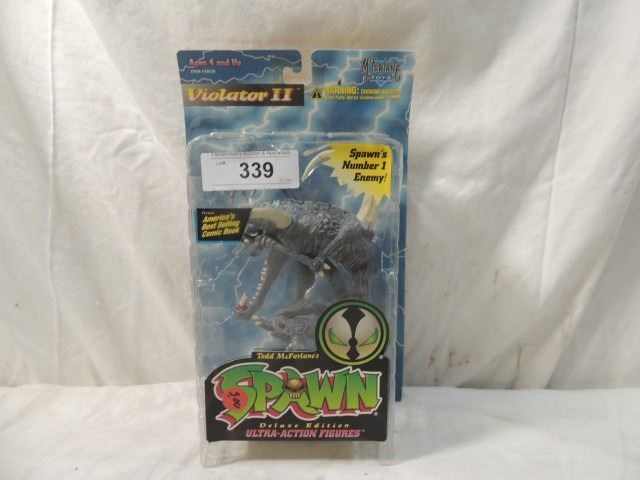 Ages 4 and Up
Violator II
McFarlane
TOYS
WARNING: CHOKING HAZARD
Lot#
339
Spawn's
Number 1
Enemy!
From
America's
Best Selling
Comic Book
Todd McFarlane's
SPAWN
Deluxe Edition
ULTRA-ACTION FIGURES